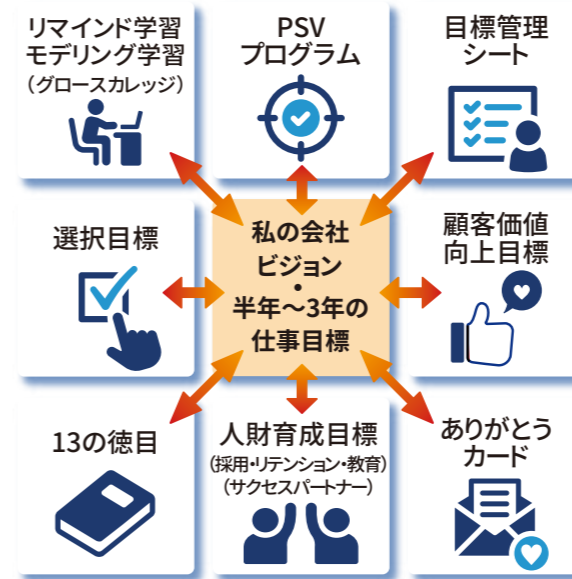 リマインド学習
モデリング学習
（グロースカレッジ）
PSV
プログラム
目標管理
シート
選択目標
私の会社
ビジョン
・
半年〜3年の
仕事目標
顧客価値
向上目標
13の徳目
人財育成目標
（採用・リテンション・教育）
（サクセスパートナー）
ありがとう
カード